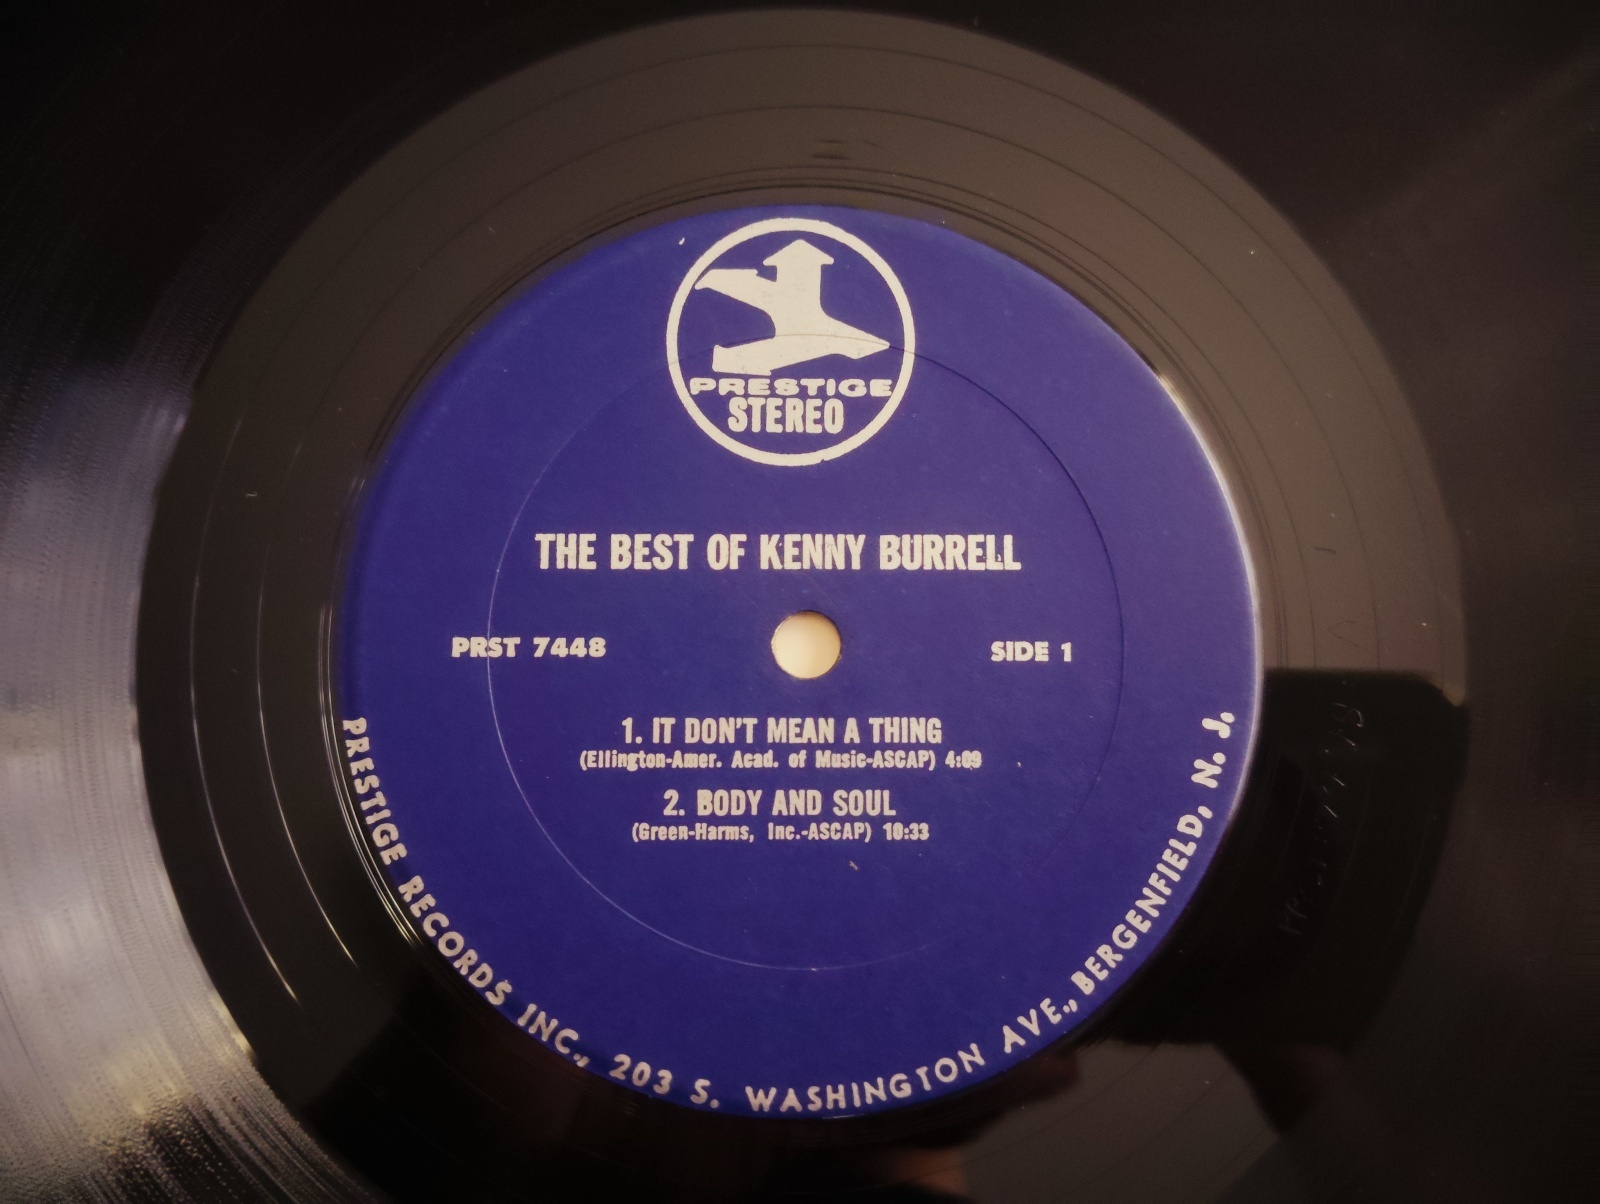 PRESTIGE
STEREO
THE BEST OF KENNY BURRELL
PRST 7448
SIDE 1
1. IT DON'T MEAN A THING
(Ellington-Amer. Acad. of Music-ASCAP) 4:09
2. BODY AND SOUL
(Green-Harms, Inc.-ASCAP) 10:33
PRESTIGE RECORDS INC., 203 S. WASHINGTON AVE., BERGENFIELD, N. J.